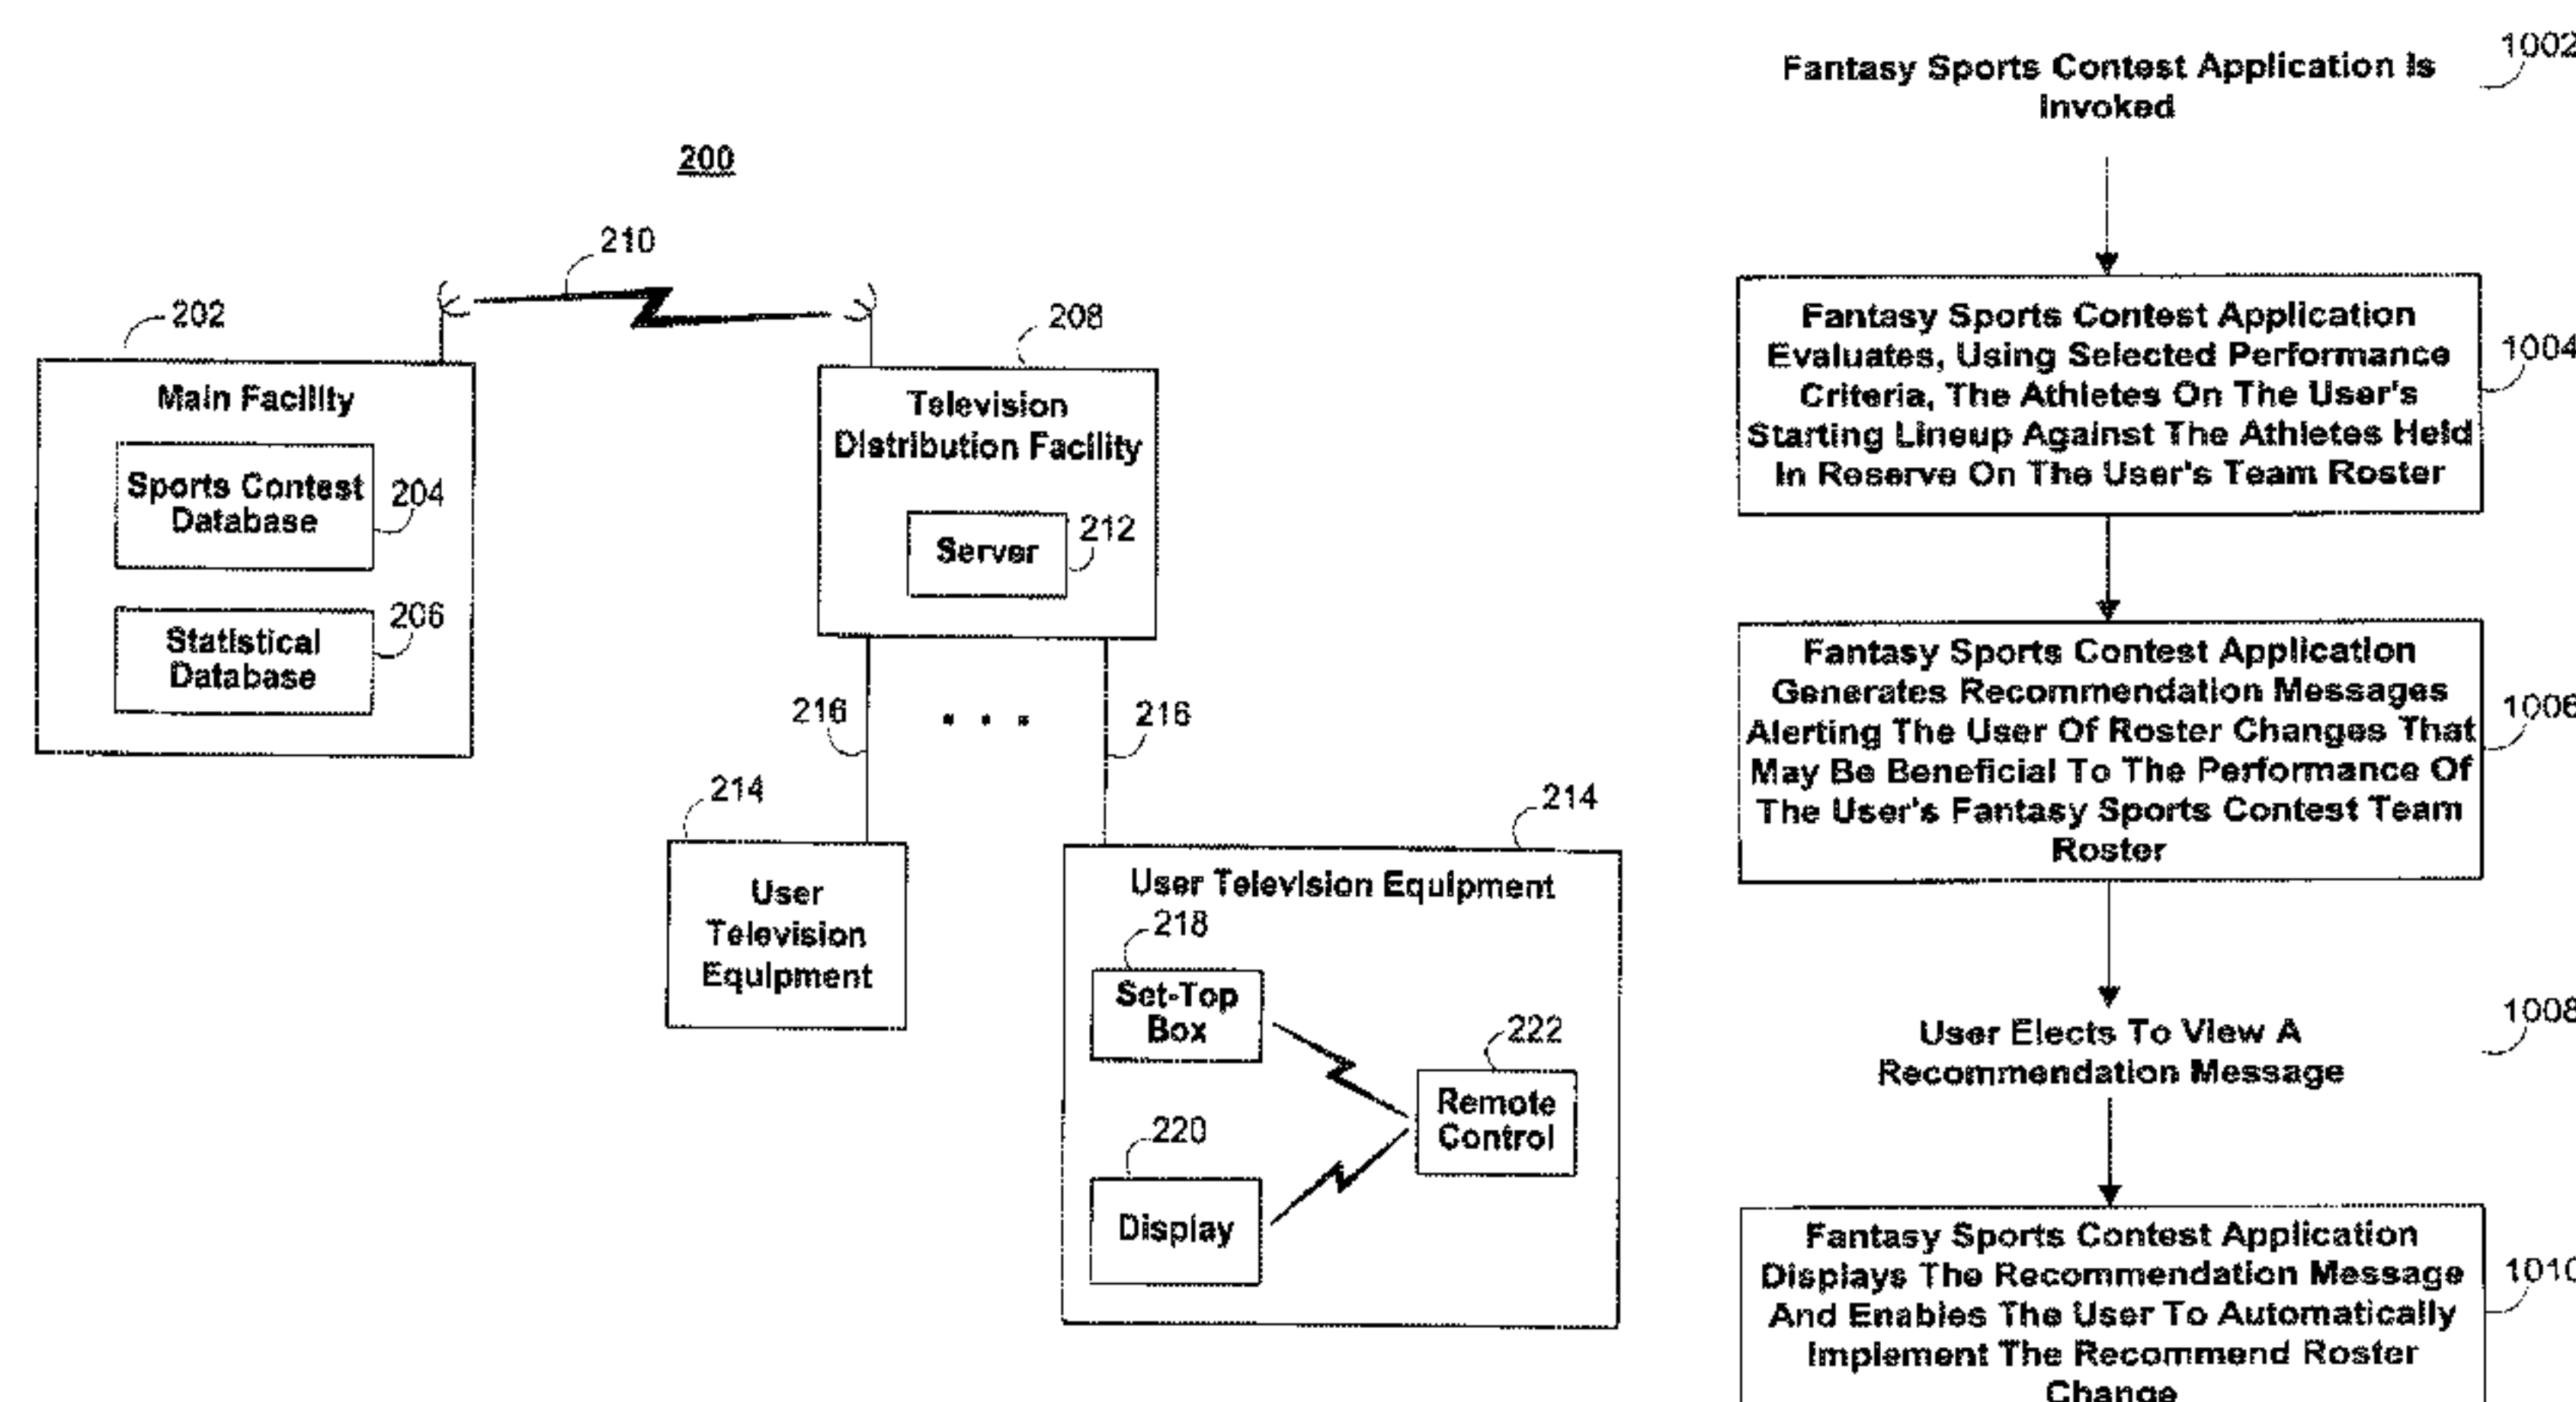 200
210
202
Main Facility
Sports Contest
Database
204
Statistical
Database
206
208
Television
Distribution Facility
Server
212
216
216
214
User
Television
Equipment
214
User Television Equipment
218
Set-Top
Box
222
Remote
Control
220
Display
Fantasy Sports Contest Application Is
Invoked
1002
Fantasy Sports Contest Application
Evaluates, Using Selected Performance
Criteria, The Athletes On The User's
Starting Lineup Against The Athletes Held
In Reserve On The User's Team Roster
1004
Fantasy Sports Contest Application
Generates Recommendation Messages
Alerting The User Of Roster Changes That
May Be Beneficial To The Performance Of
The User's Fantasy Sports Contest Team
Roster
1006
User Elects To View A
Recommendation Message
1008
Fantasy Sports Contest Application
Displays The Recommendation Message
And Enables The User To Automatically
Implement The Recommend Roster
Change
1010